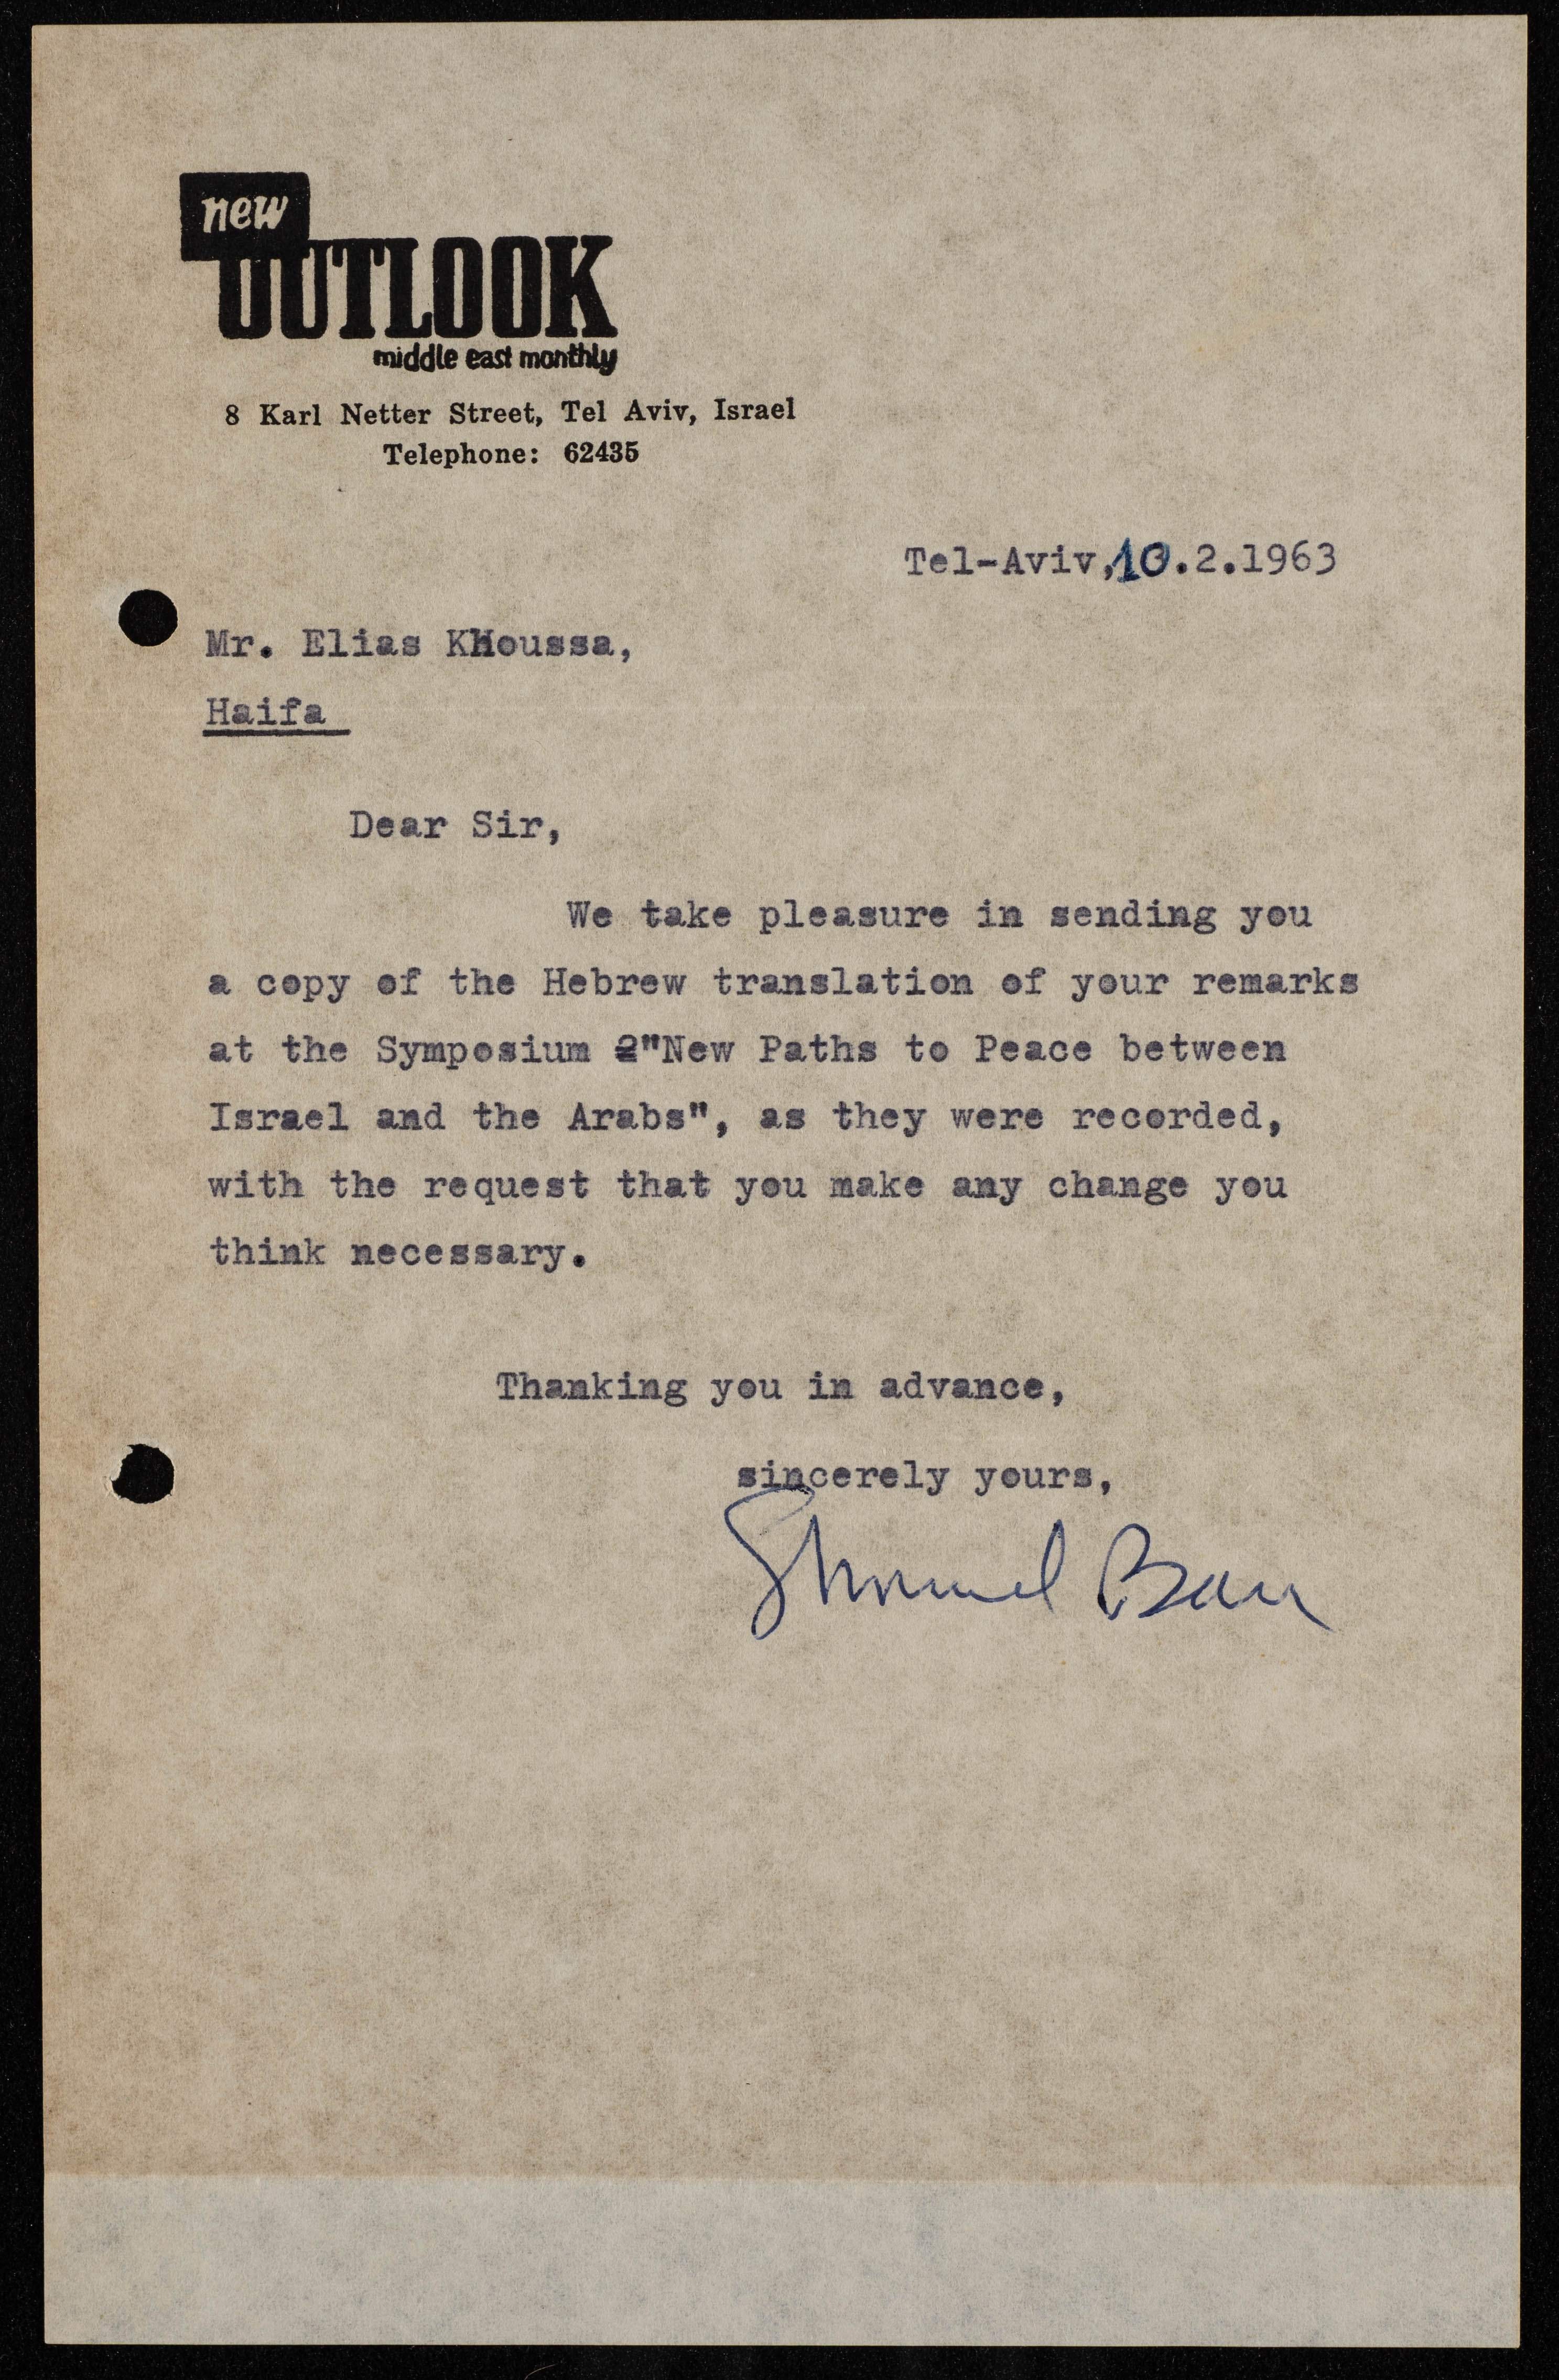 new
OUTLOOK
middle east monthly
8 Karl Netter Street, Tel Aviv, Israel
Telephone: 62435
Tel-Aviv,10.2.1963
Mr. Elias Khoussa,
Haifa
Dear Sir,
We take pleasure in sending you
a copy of the Hebrew translation of your remarks
at the Symposium "New Paths to Peace between
Israel and the Arabs", as they were recorded,
with the request that you make any change you
think necessary.
Thanking you in advance,
sincerely yours,
Shmuel